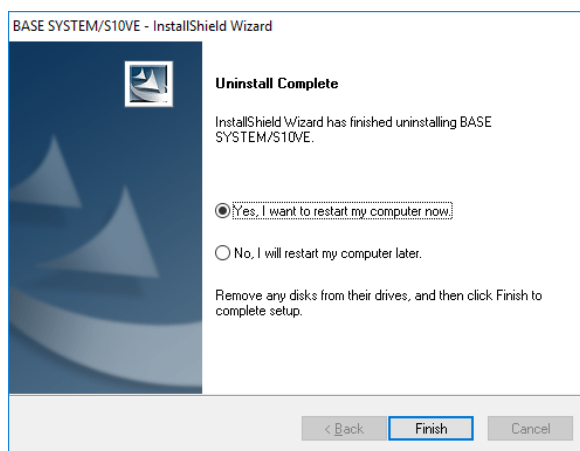 BASE SYSTEM/S10VE - InstallShield Wizard
Uninstall Complete
InstallShield Wizard has finished uninstalling BASE
SYSTEM/S10VE.
Yes, I want to restart my computer now.
No, I will restart my computer later.
Remove any disks from their drives, and then click Finish to
complete setup.
< Back
Finish
Cancel